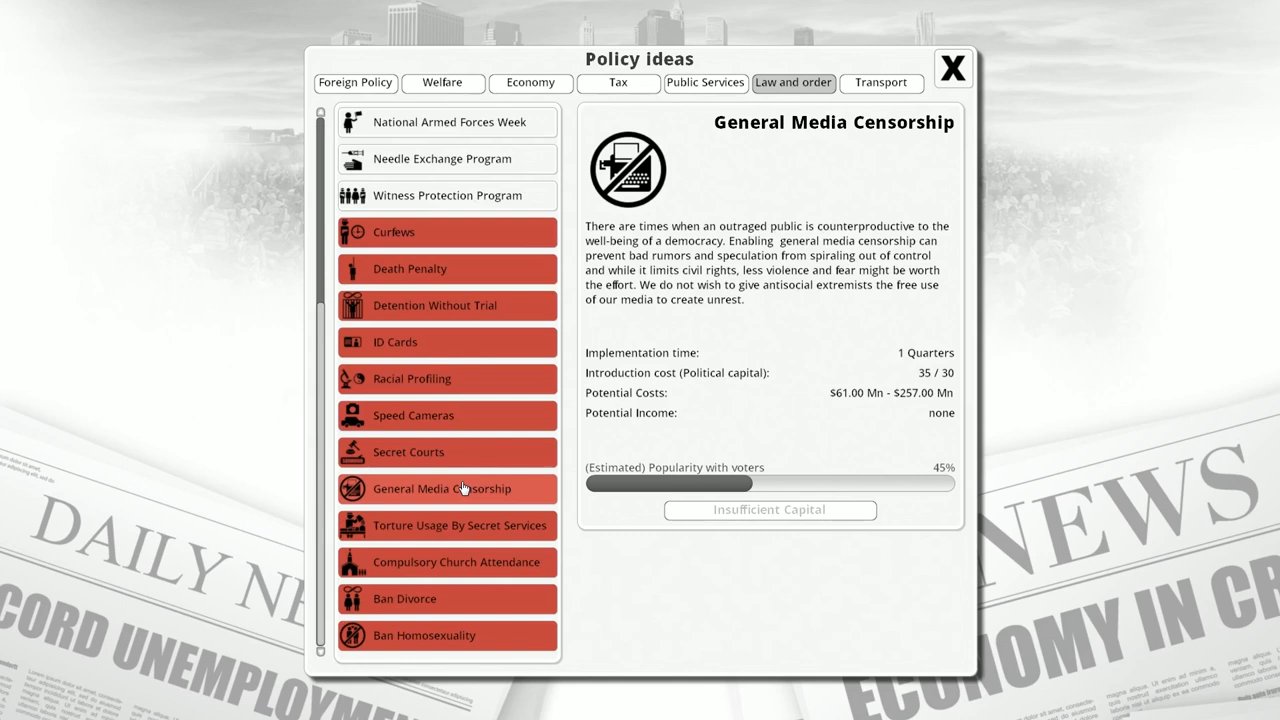 Policy ideas
X
Foreign Policy
Welfare
Economy
Tax
Public Services
Law and order
Transport
National Armed Forces Week
Needle Exchange Program
Witness Protection Program
Curfews
Death Penalty
Detention Without Trial
ID Cards
Racial Profiling
Speed Cameras
Secret Courts
General Media Censorship
Torture Usage By Secret Services
Compulsory Church Attendance
Ban Divorce
Ban Homosexuality
General Media Censorship
There are times when an outraged public is counterproductive to the
well-being of a democracy. Enabling general media censorship can
prevent bad rumors and speculation from spiraling out of control
and while it limits civil rights, less violence and fear might be worth
the effort. We do not wish to give antisocial extremists the free use
of our media to create unrest.
Implementation time: 1 Quarters
Introduction cost (Political capital): 35 / 30
Potential Costs: $61.00 Mn - $257.00 Mn
Potential Income: none
(Estimated) Popularity with voters 45%
Insufficient Capital
DAILY NE
CORD UNEMPLOYM
NEWS
ECONOMY IN CR